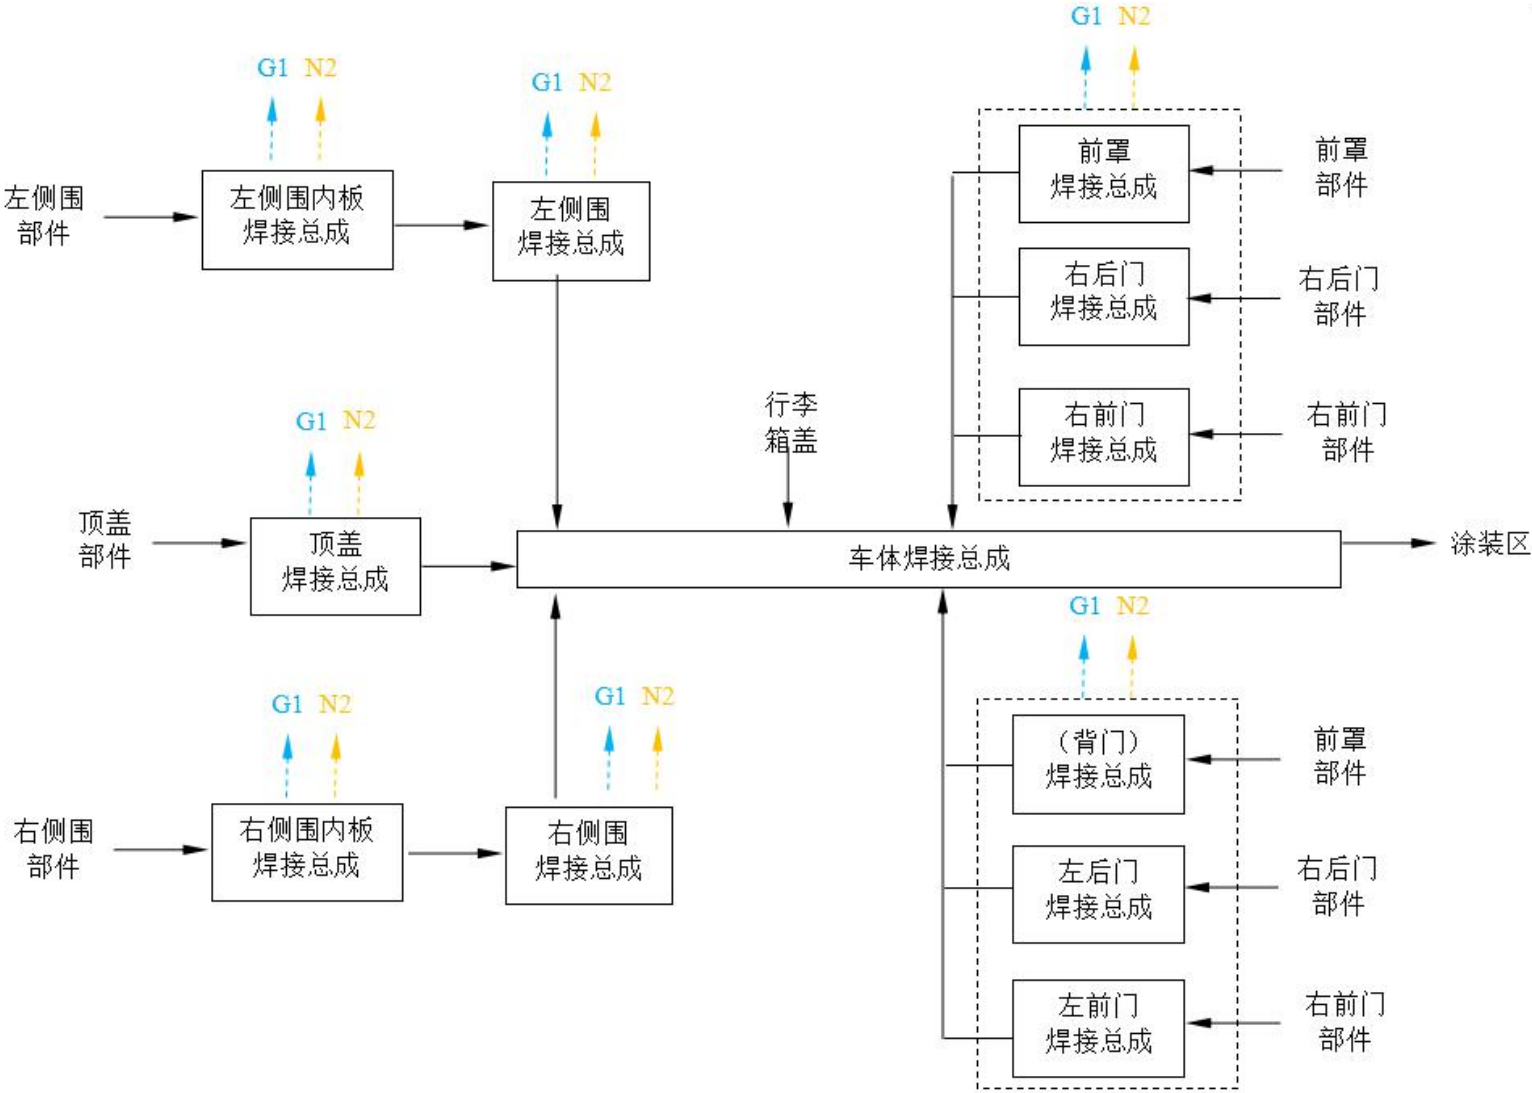 G1 N2
左侧围
部件
左侧围内板
焊接总成
G1 N2
左侧围
焊接总成
G1 N2
前罩
焊接总成
前罩
部件
右后门
焊接总成
右后门
部件
右前门
焊接总成
右前门
部件
行李
箱盖
G1 N2
顶盖
部件
顶盖
焊接总成
车体焊接总成
涂装区
G1 N2
右侧围
部件
右侧围内板
焊接总成
G1 N2
右侧围
焊接总成
G1 N2
（背门）
焊接总成
前罩
部件
左后门
焊接总成
右后门
部件
左前门
焊接总成
右前门
部件